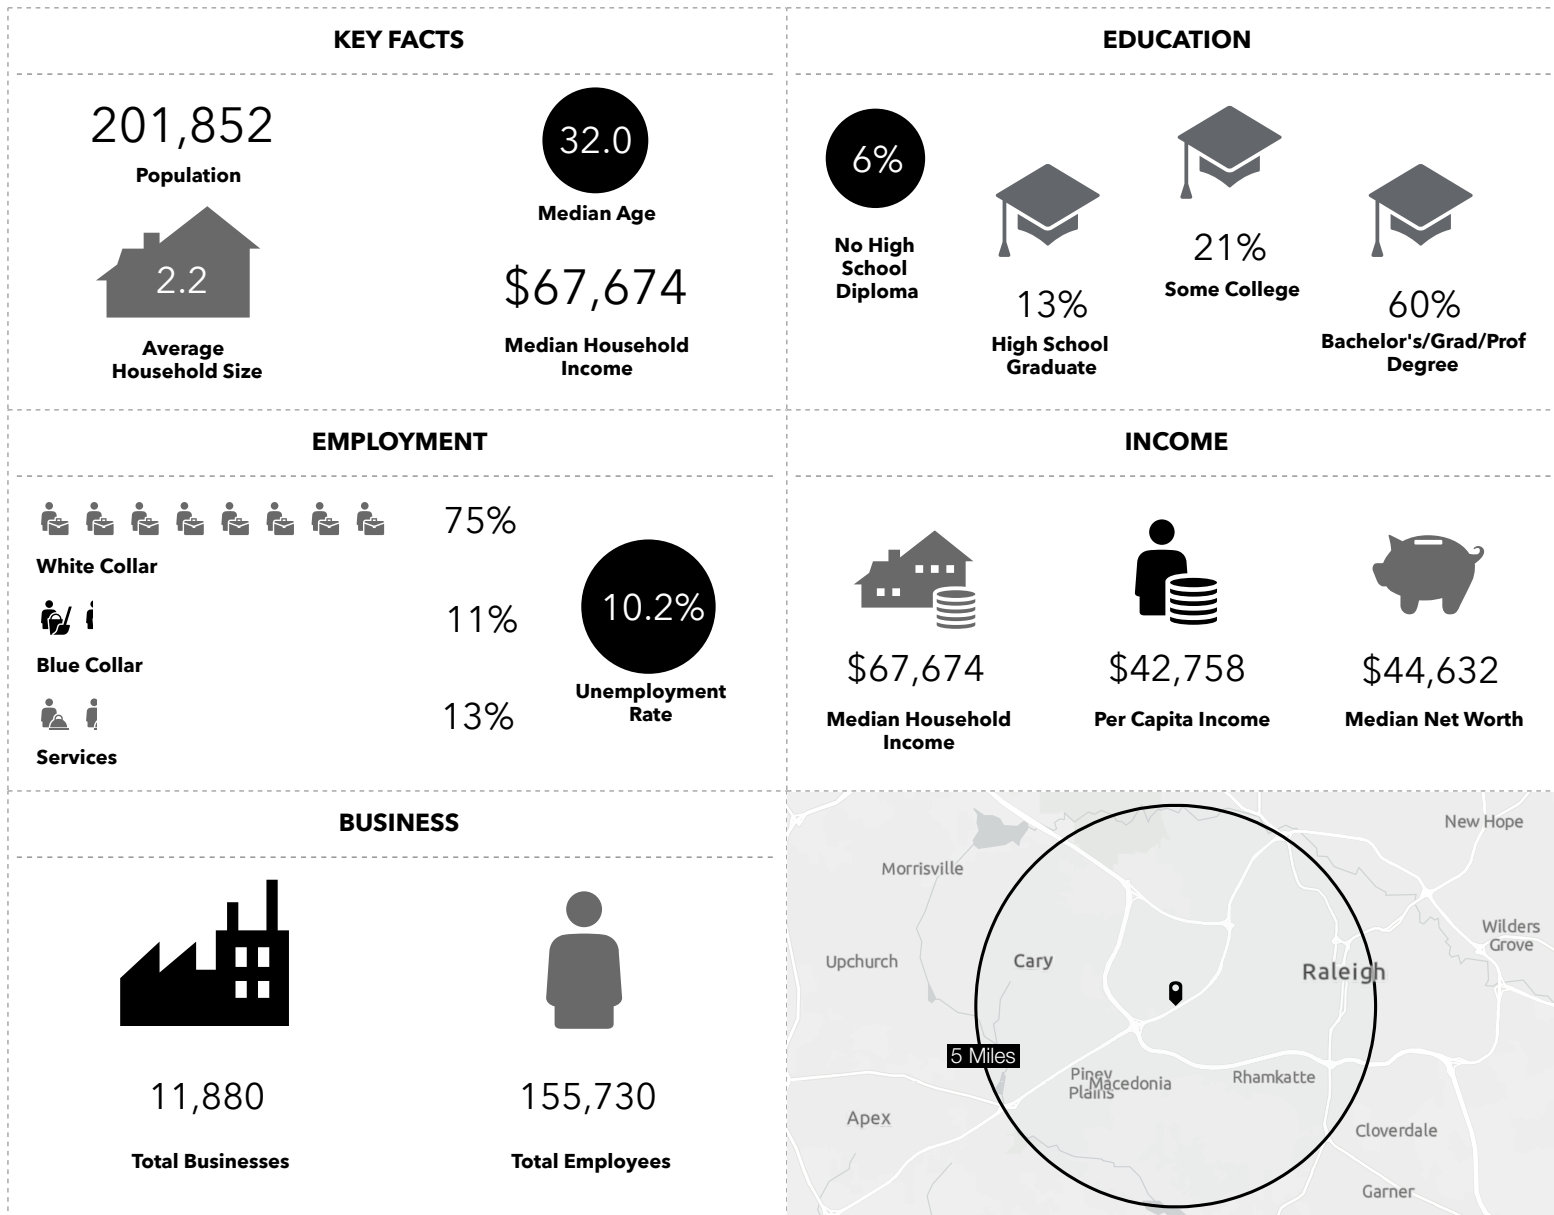 KEY FACTS
201,852
Population
32.0
Median Age
2.2
Average
Household Size
$67,674
Median Household
Income
EDUCATION
6%
No High
School
Diploma
13%
High School
Graduate
21%
Some College
60%
Bachelor's/Grad/Prof
Degree
EMPLOYMENT
75%
White Collar
11%
Blue Collar
13%
Services
10.2%
Unemployment
Rate
INCOME
$67,674
Median Household
Income
$42,758
Per Capita Income
$44,632
Median Net Worth
BUSINESS
11,880
Total Businesses
155,730
Total Employees
New Hope
Morrisville
Wilders
Grove
Upchurch
Cary
Raleigh
5 Miles
Piney
Plains
Macedonia
Rhamkatte
Apex
Cloverdale
Garner